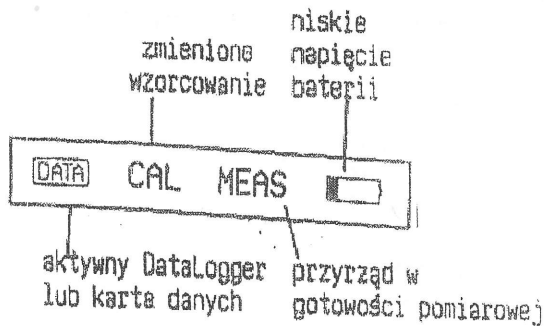 zmienione
wzorcowanie
niskie
napięcie
baterii
DATA CAL MEAS
aktywny DataLogger
lub karta danych
przyrząd w
gotowości pomiarowej